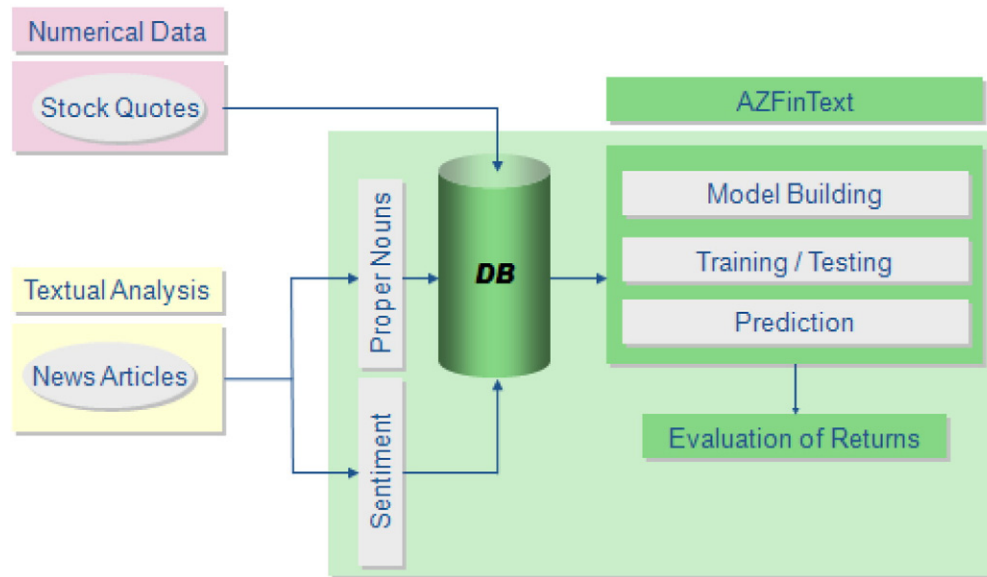 Numerical Data
Stock Quotes
AZFinText
Model Building
Training / Testing
Prediction
Proper Nouns
DB
Textual Analysis
News Articles
Sentiment
Evaluation of Returns